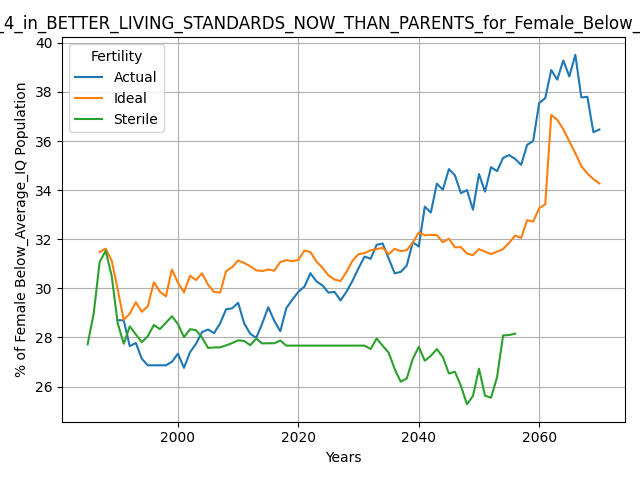 _4_in_BETTER_LIVING_STANDARDS_NOW_THAN_PARENTS_for_Female_Below_
Fertility
Actual
Ideal
Sterile
% of Female Below_Average_IQ Population
40
38
36
34
32
30
28
26
2000
2020
2040
2060
Years